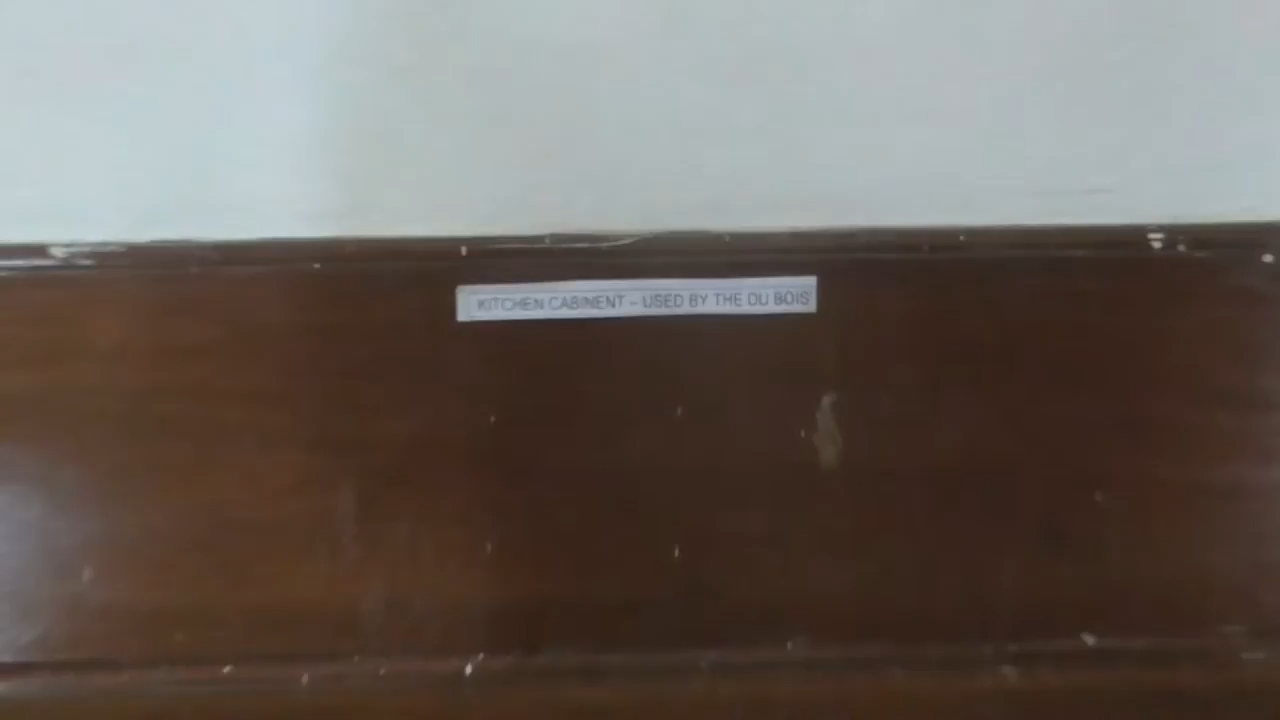 KITCHEN CABINENT – USED BY THE DU BOIS'